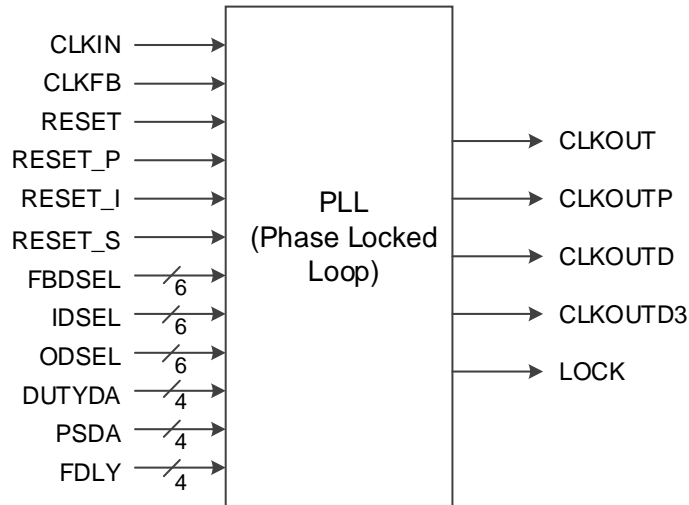 CLKIN
CLKFB
RESET
RESET_P
RESET_I
RESET_S
FBDSEL
6
IDSEL
6
ODSEL
6
DUTYDA
4
PSDA
4
FDLY
4
PLL
(Phase Locked
Loop)
CLKOUT
CLKOUTP
CLKOUTD
CLKOUTD3
LOCK